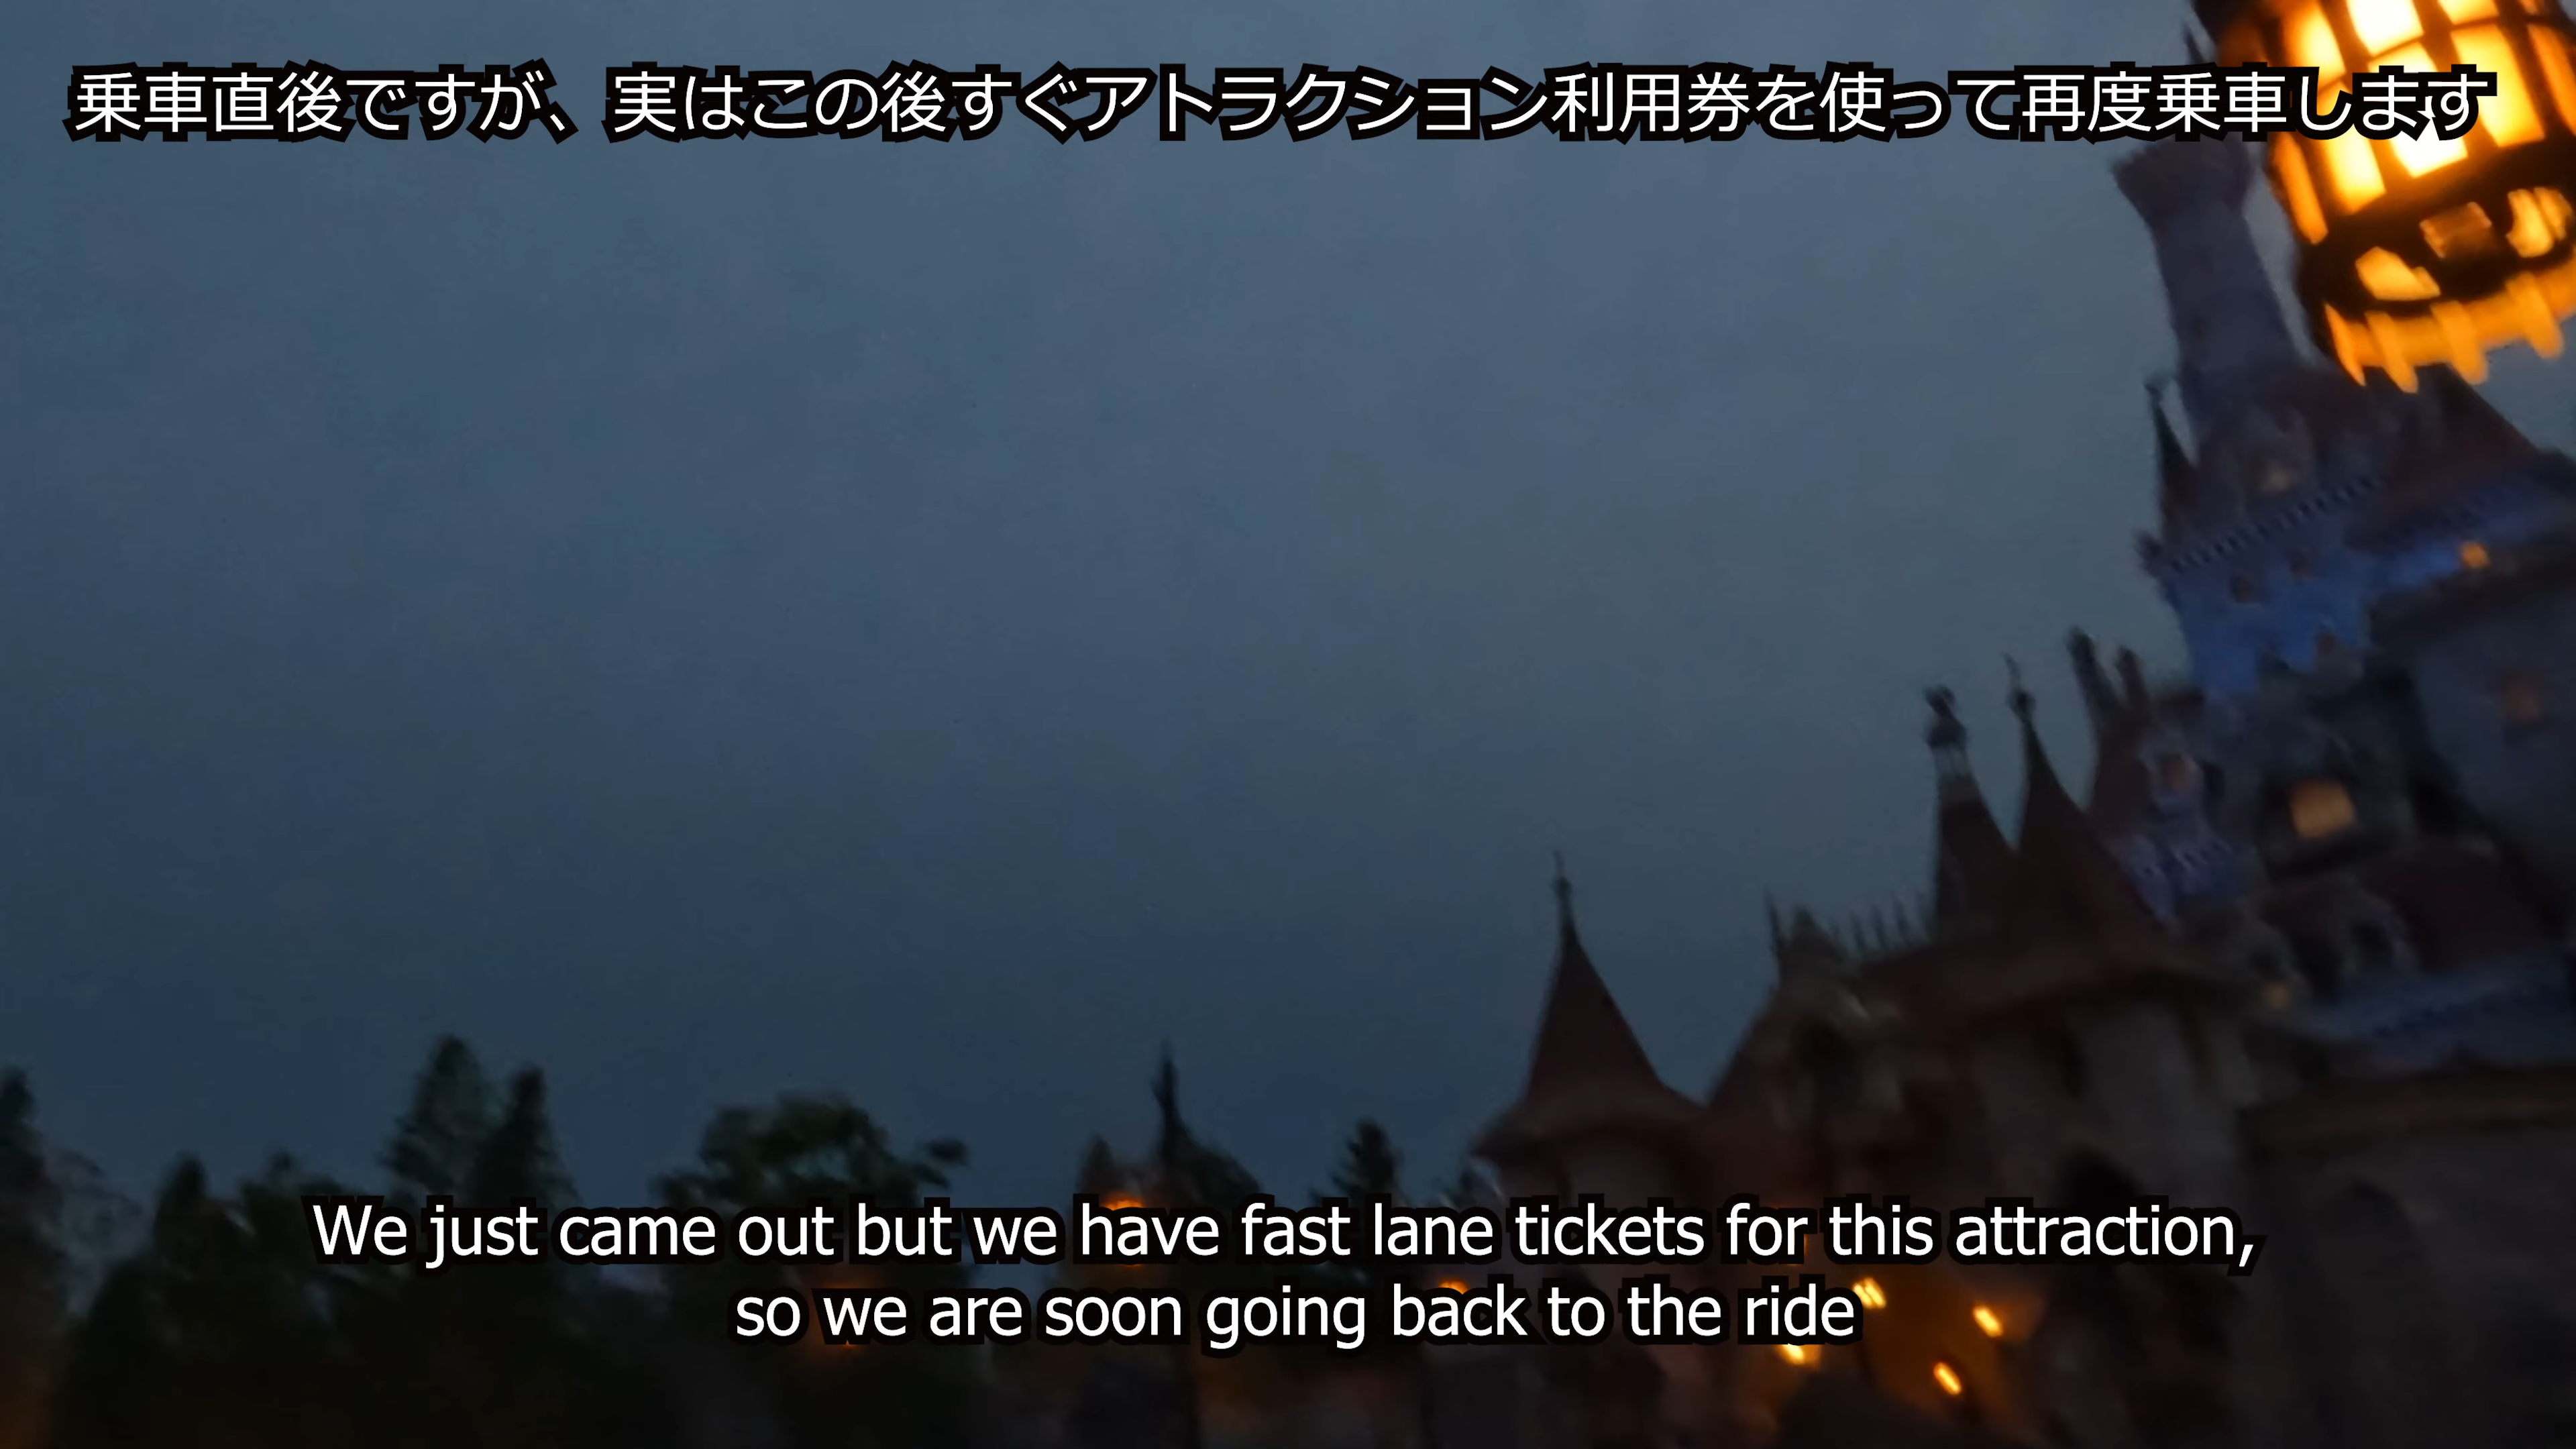 乗車直後ですが、実はこの後すぐアトラクション利用券を使って再度乗車します
We just came out but we have fast lane tickets for this attraction,
so we are soon going back to the ride